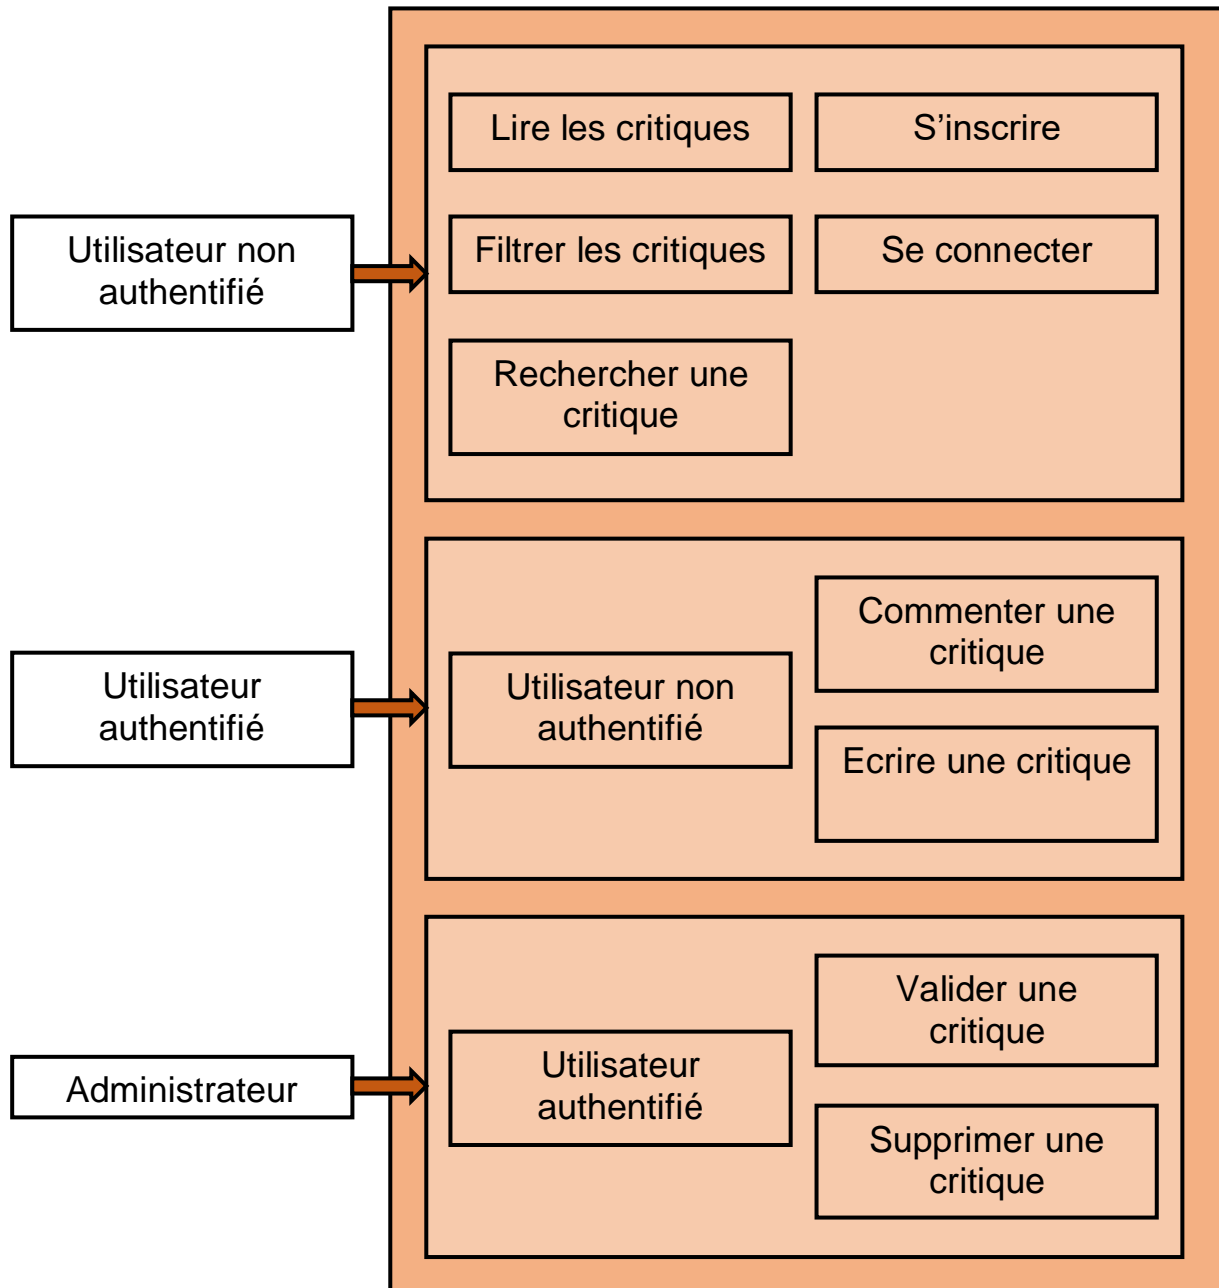 Lire les critiques
S’inscrire
Utilisateur non
authentifié
Filtrer les critiques
Se connecter
Rechercher une
critique
Utilisateur
authentifié
Utilisateur non
authentifié
Commenter une
critique
Ecrire une critique
Administrateur
Utilisateur
authentifié
Valider une
critique
Supprimer une
critique